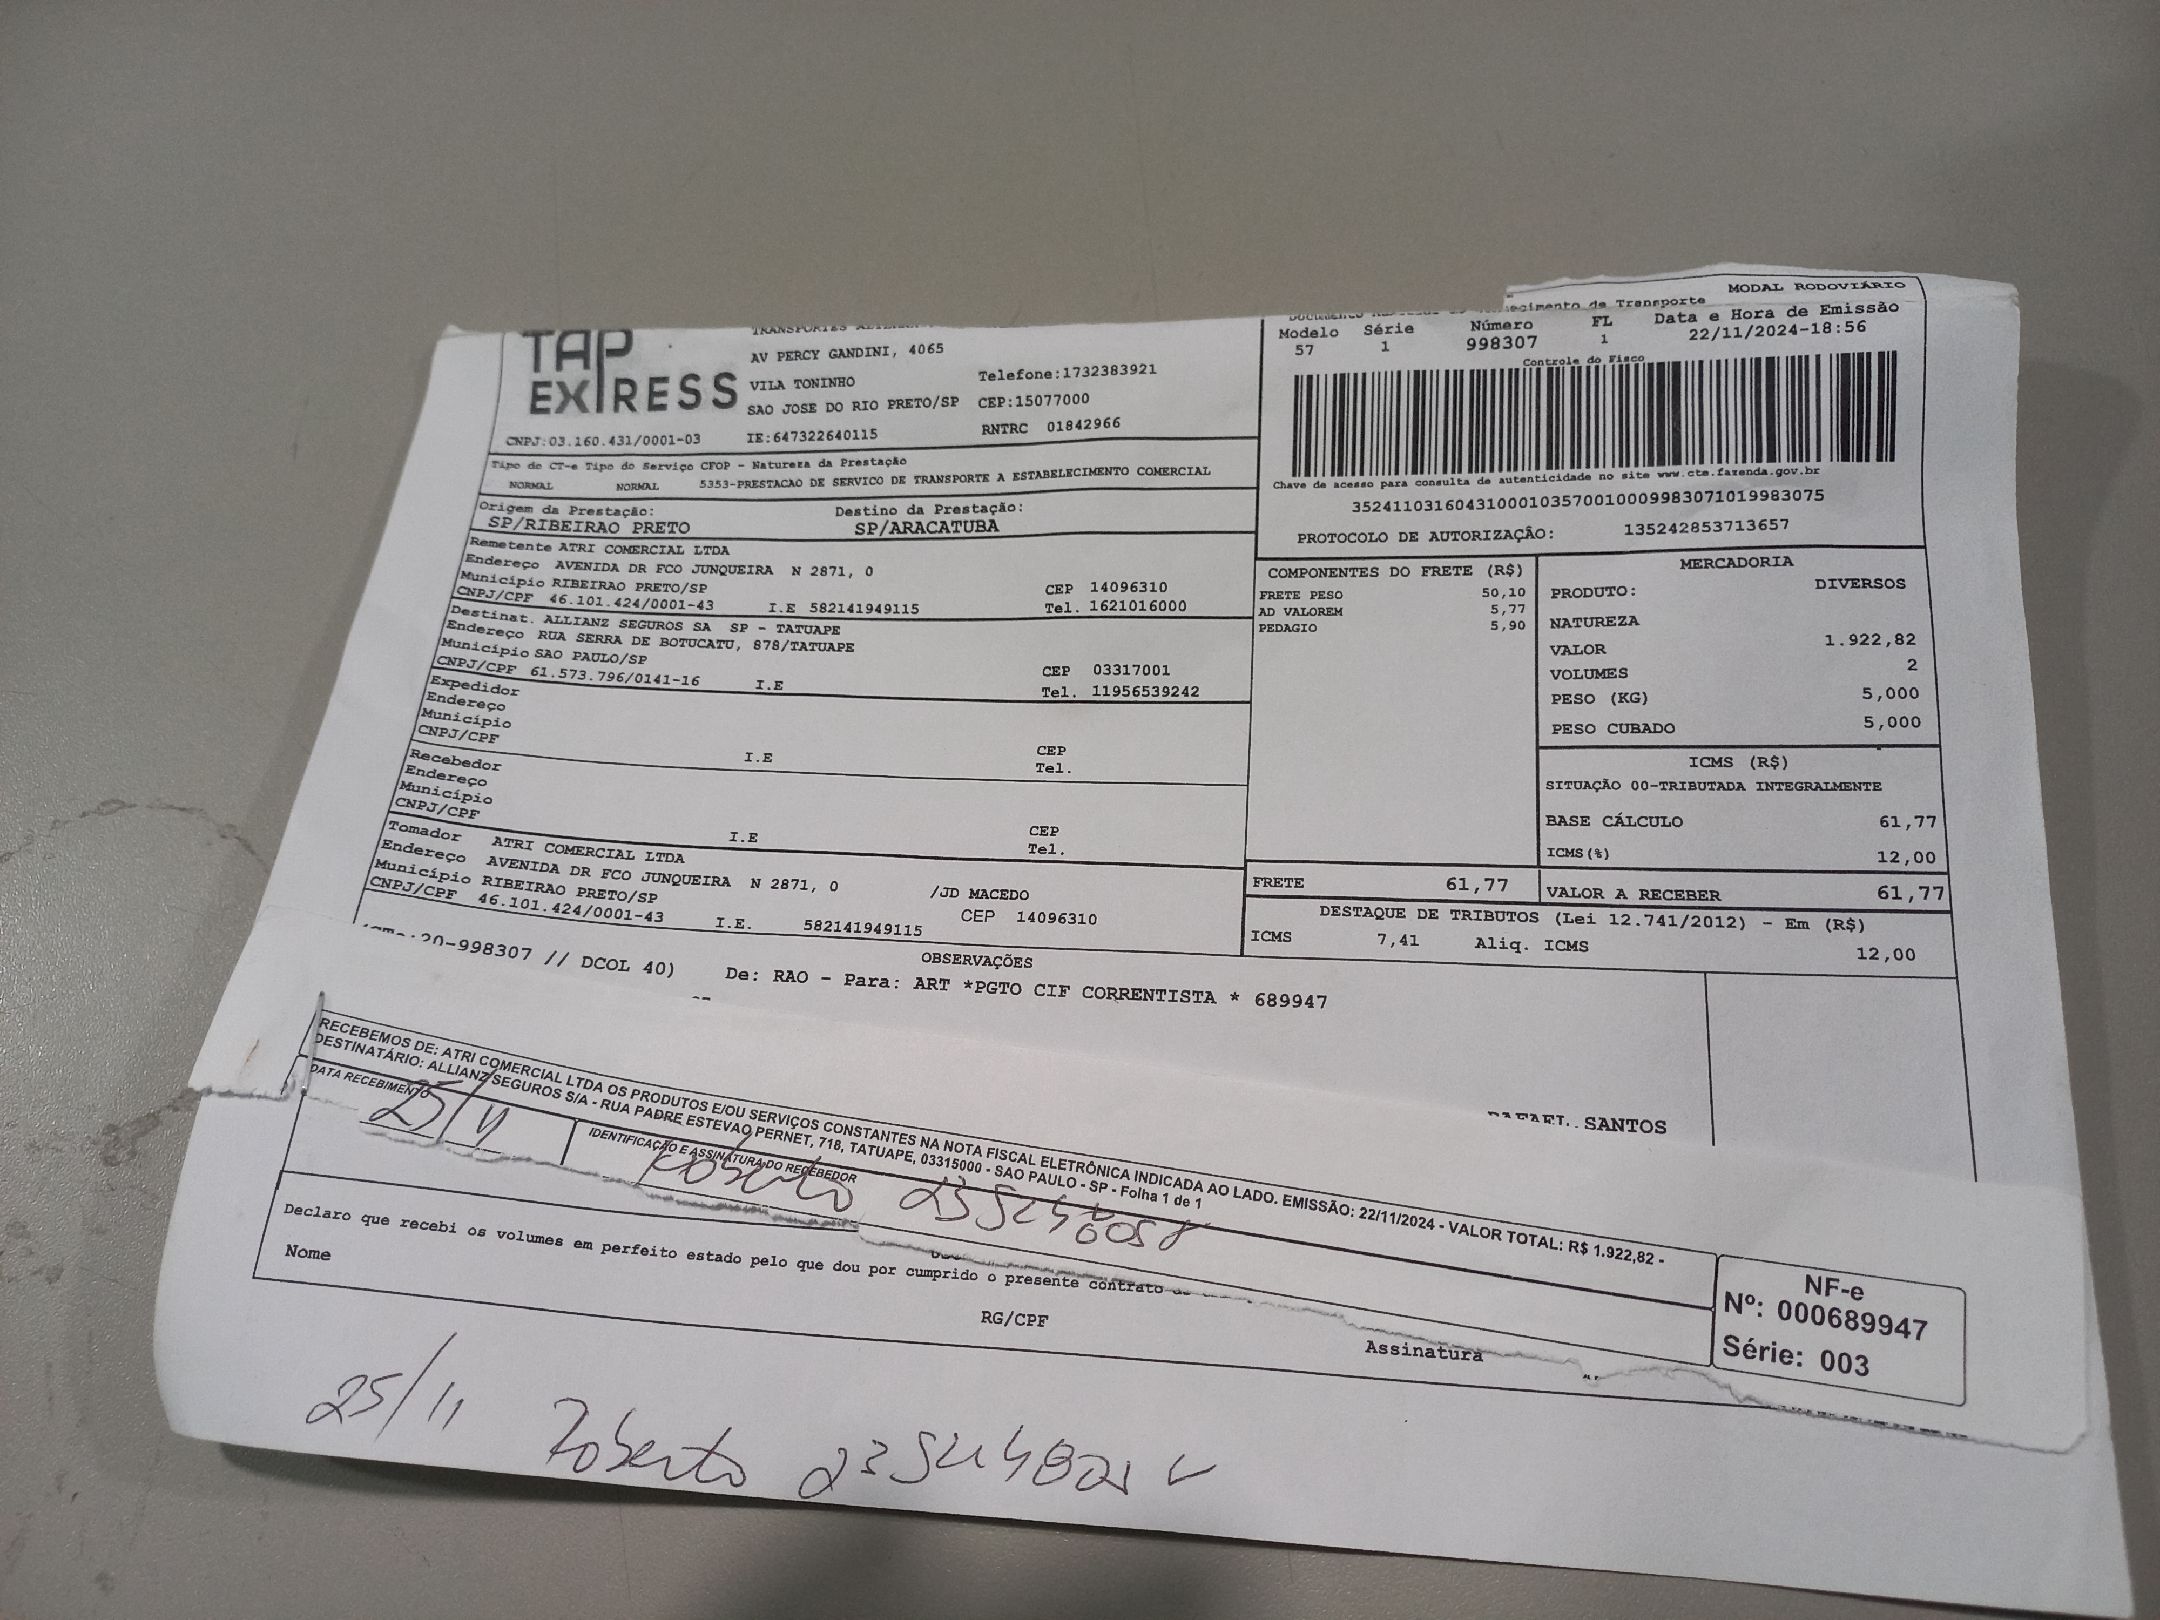 MODAL RODOVIÁRIO
TAP EXPRESS
AV PERCY GANDINI, 4065
VILA TONINHO Telefone:1732383921
SAO JOSE DO RIO PRETO/SP CEP:15077000
CNPJ:03.160.431/0001-03 IE:647322640115 RNTRC 01842966
de Transporte
Modelo Série Número FL Data e Hora de Emissão
57 1 998307 1 22/11/2024-18:56
Controle do Fisco
Chave de acesso para consulta de autenticidade no site www.cte.fazenda.gov.br
35241103160431000103570010009983071019983075
PROTOCOLO DE AUTORIZAÇÃO: 135242853713657
Tipo do CT-e Tipo do Serviço CFOP - Natureza da Prestação
NORMAL NORMAL 5353-PRESTACAO DE SERVICO DE TRANSPORTE A ESTABELECIMENTO COMERCIAL
Origem da Prestação: Destino da Prestação:
SP/RIBEIRAO PRETO SP/ARACATUBA
Remetente ATRI COMERCIAL LTDA
Endereço AVENIDA DR FCO JUNQUEIRA N 2871, 0
Município RIBEIRAO PRETO/SP CEP 14096310
CNPJ/CPF 46.101.424/0001-43 I.E 582141949115 Tel. 1621016000
Destinat. ALLIANZ SEGUROS SA SP - TATUAPE
Endereço RUA SERRA DE BOTUCATU, 878/TATUAPE
Município SAO PAULO/SP CEP 03317001
CNPJ/CPF 61.573.796/0141-16 I.E Tel. 11956539242
Expedidor
Endereço
Município CEP
CNPJ/CPF I.E Tel.
Recebedor
Endereço
Município CEP
CNPJ/CPF I.E Tel.
Tomador ATRI COMERCIAL LTDA
Endereço AVENIDA DR FCO JUNQUEIRA N 2871, 0 /JD MACEDO
Município RIBEIRAO PRETO/SP CEP 14096310
CNPJ/CPF 46.101.424/0001-43 I.E. 582141949115
COMPONENTES DO FRETE (R$)
FRETE PESO 50,10
AD VALOREM 5,77
PEDAGIO 5,90
FRETE 61,77
MERCADORIA
PRODUTO: DIVERSOS
NATUREZA
VALOR 1.922,82
VOLUMES 2
PESO (KG) 5,000
PESO CUBADO 5,000
ICMS (R$)
SITUAÇÃO 00-TRIBUTADA INTEGRALMENTE
BASE CÁLCULO 61,77
ICMS(%) 12,00
VALOR A RECEBER 61,77
DESTAQUE DE TRIBUTOS (Lei 12.741/2012) - Em (R$)
ICMS 7,41 Aliq. ICMS 12,00
OBSERVAÇÕES
20-998307 // DCOL 40) De: RAO - Para: ART *PGTO CIF CORRENTISTA * 689947
RAFAEL SANTOS
RECEBEMOS DE: ATRI COMERCIAL LTDA OS PRODUTOS E/OU SERVIÇOS CONSTANTES NA NOTA FISCAL ELETRÔNICA INDICADA AO LADO. EMISSÃO: 22/11/2024 - VALOR TOTAL: R$ 1.922,82 -
DESTINATÁRIO: ALLIANZ SEGUROS S/A - RUA PADRE ESTEVAO PERNET, 718, TATUAPE, 03315000 - SAO PAULO - SP - Folha 1 de 1
DATA RECEBIMENTO IDENTIFICAÇÃO E ASSINATURA DO RECEBEDOR
25/11 Roberto
NF-e
Nº: 000689947
Série: 003
Declaro que recebi os volumes em perfeito estado pelo que dou por cumprido o presente contrato
Nome RG/CPF Assinatura
25/11 Roberto